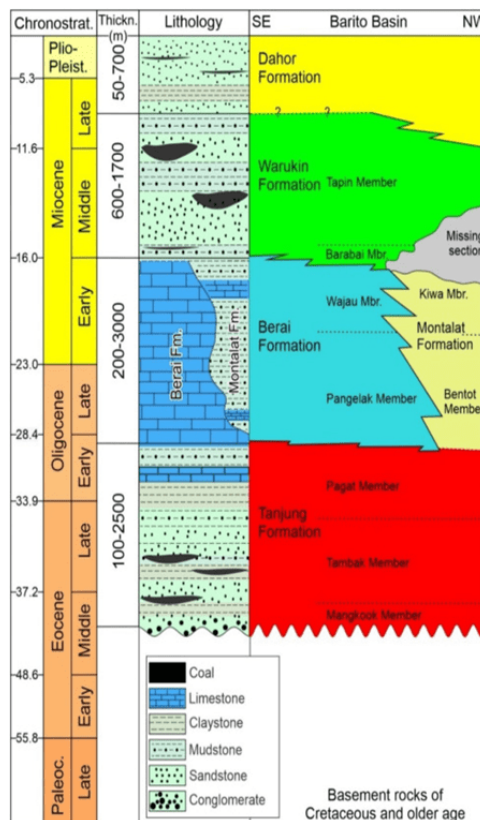 Chronostrat.
Thickn.
(m)
Lithology
SE
Barito Basin
NW
Plio-
Pleist.
5.3
Miocene
Late
11.6
Middle
16.0
Early
23.0
Oligocene
Late
28.4
Early
33.9
Eocene
Late
37.2
Middle
48.6
Early
55.8
Paleoc.
Late
50-700
600-1700
200-3000
100-2500
Berai Fm.
Montalat Fm.
Dahor
Formation
?
?
Warukin
Formation
Tapin Member
Barabai Mbr.
Missing
section
Berai
Formation
Wajau Mbr.
Pangelak Member
Kiwa Mbr.
Montalat
Formation
Bentot
Membe
Tanjung
Formation
Pagat Member
Tambak Member
Mangkook Member
Coal
Limestone
Claystone
Mudstone
Sandstone
Conglomerate
Basement rocks of
Cretaceous and older age